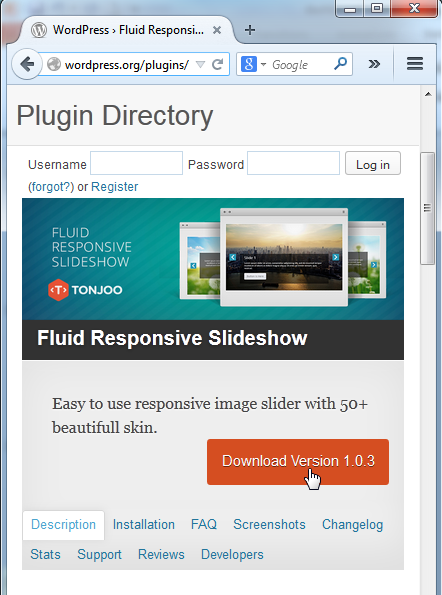 WordPress › Fluid Responsi...
wordpress.org/plugins/
Google
Plugin Directory
Username Password Log in
(forgot?) or Register
FLUID
RESPONSIVE
SLIDESHOW
<T> TONJOO
Slide 1
Fluid Responsive Slideshow
Easy to use responsive image slider with 50+
beautifull skin.
Download Version 1.0.3
Description Installation FAQ Screenshots Changelog
Stats Support Reviews Developers